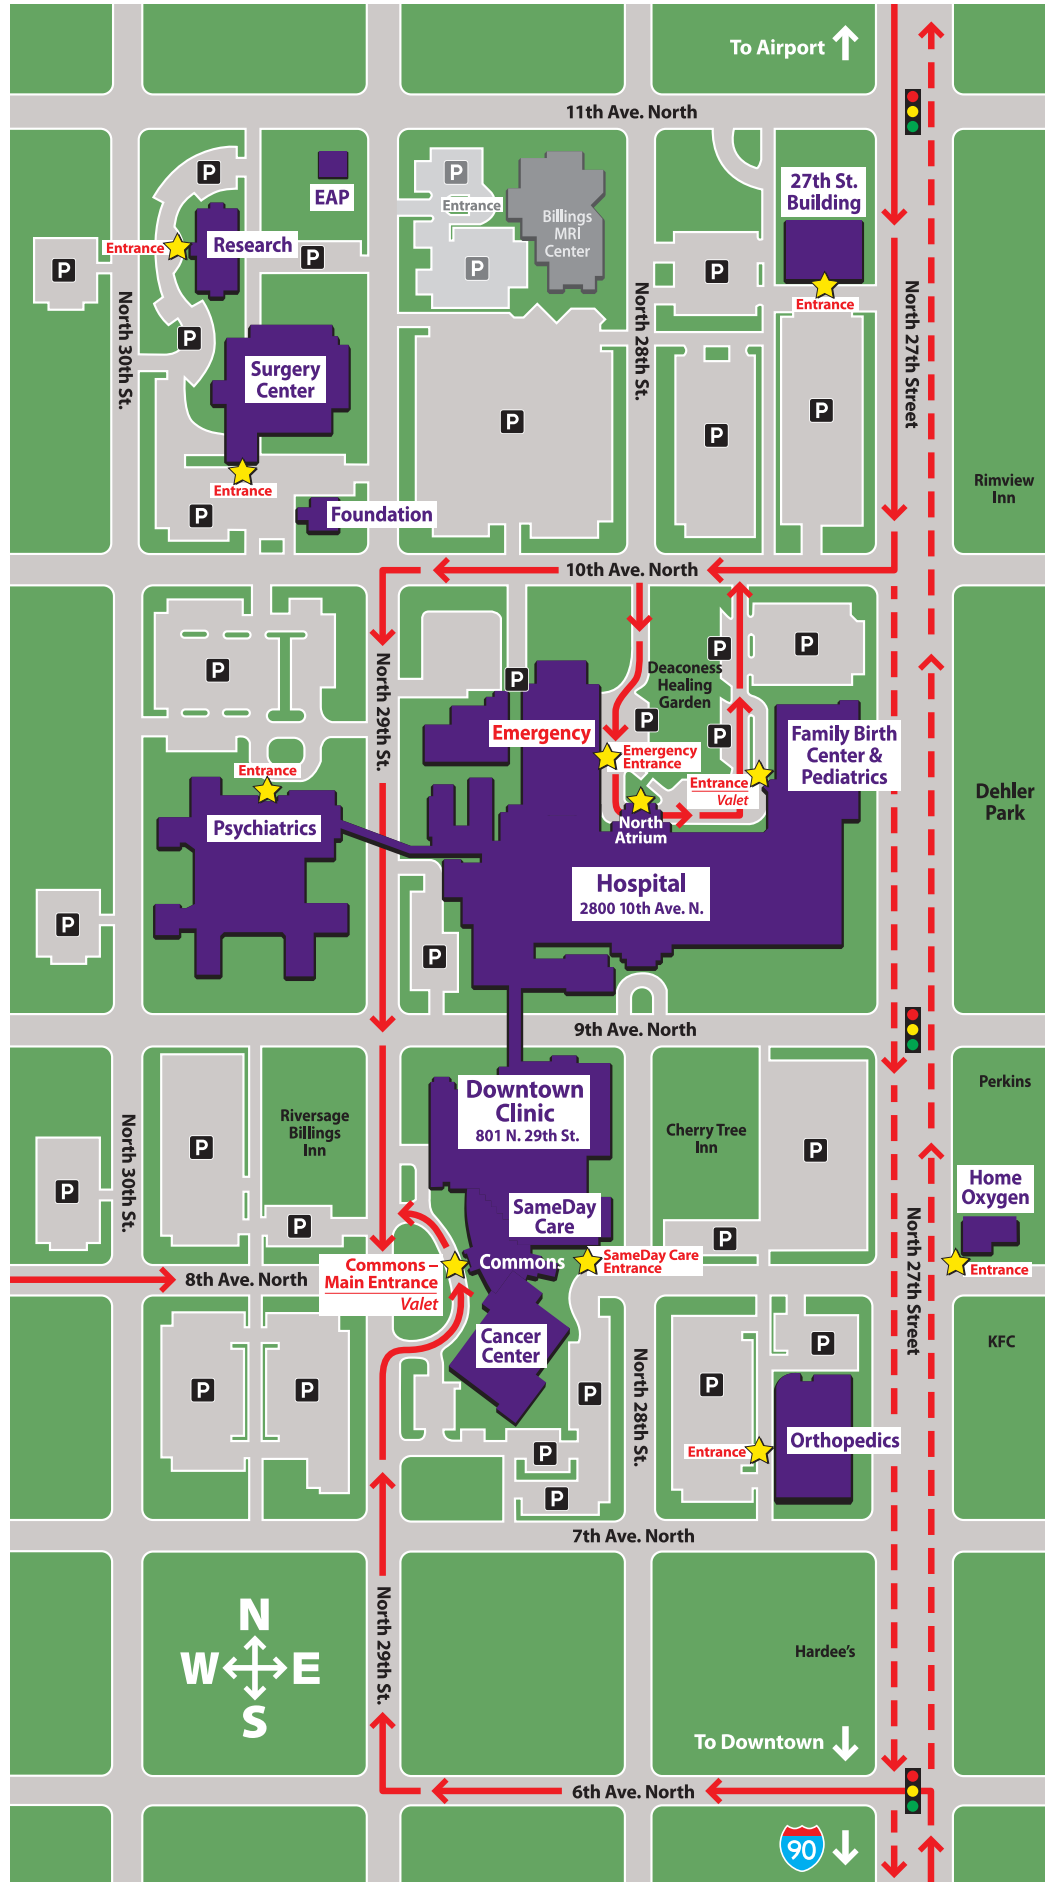 To Airport
11th Ave. North
P
EAP
P
Entrance
Billings
MRI
Center
P
27th St.
Building
Entrance
Research
P
P
P
P
Entrance
North 30th St.
North 28th St.
North 27th Street
P
Surgery
Center
P
P
P
Rimview
Inn
Entrance
P
Foundation
10th Ave. North
P
P
P
North 29th St.
P
Deaconess
Healing
Garden
P
P
Emergency
Emergency
Entrance
Family Birth
Center &
Pediatrics
Entrance
Entrance
Valet
Dehler
Park
Psychiatrics
North
Atrium
Hospital
2800 10th Ave. N.
P
P
9th Ave. North
Perkins
Downtown
Clinic
801 N. 29th St.
Riversage
Billings
Inn
Cherry Tree
Inn
North 30th St.
P
P
P
Home
Oxygen
SameDay
Care
P
P
North 27th Street
Commons –
Main Entrance
Valet
Commons
SameDay Care
Entrance
Entrance
8th Ave. North
Cancer
Center
P
KFC
P
P
P
P
North 28th St.
Entrance
Orthopedics
P
P
7th Ave. North
North 29th St.
N
W E
S
Hardee's
To Downtown
6th Ave. North
90